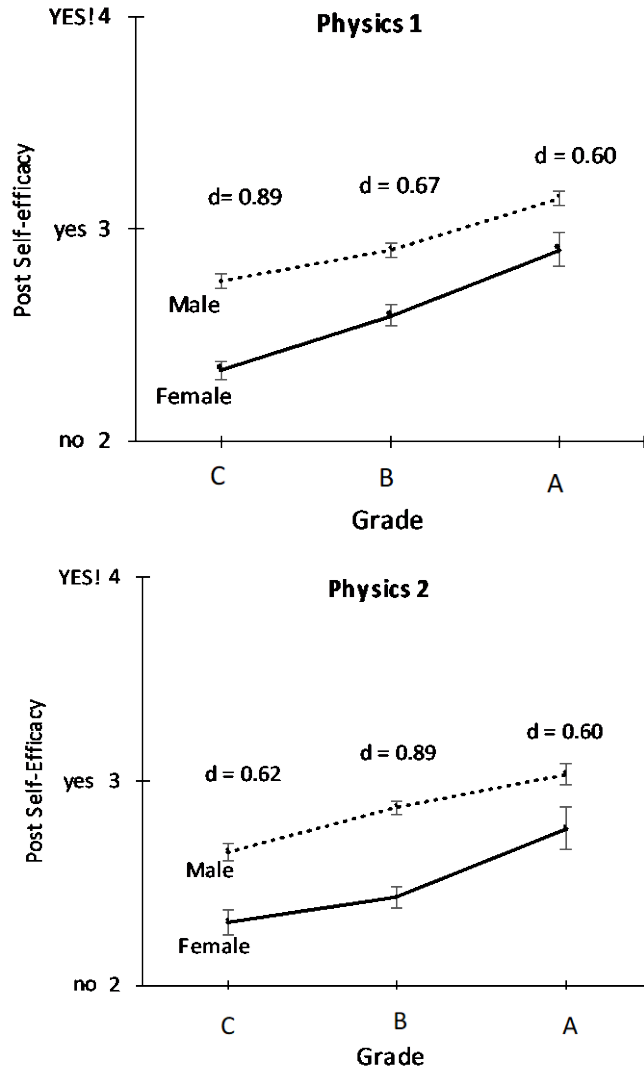 Physics 1
YES! 4
Post Self-efficacy
d = 0.60
d = 0.67
d= 0.89
yes 3
Male
Female
no 2
C B A
Grade
Physics 2
YES! 4
Post Self-Efficacy
d = 0.60
d = 0.89
d = 0.62
yes 3
Male
Female
no 2
C B A
Grade